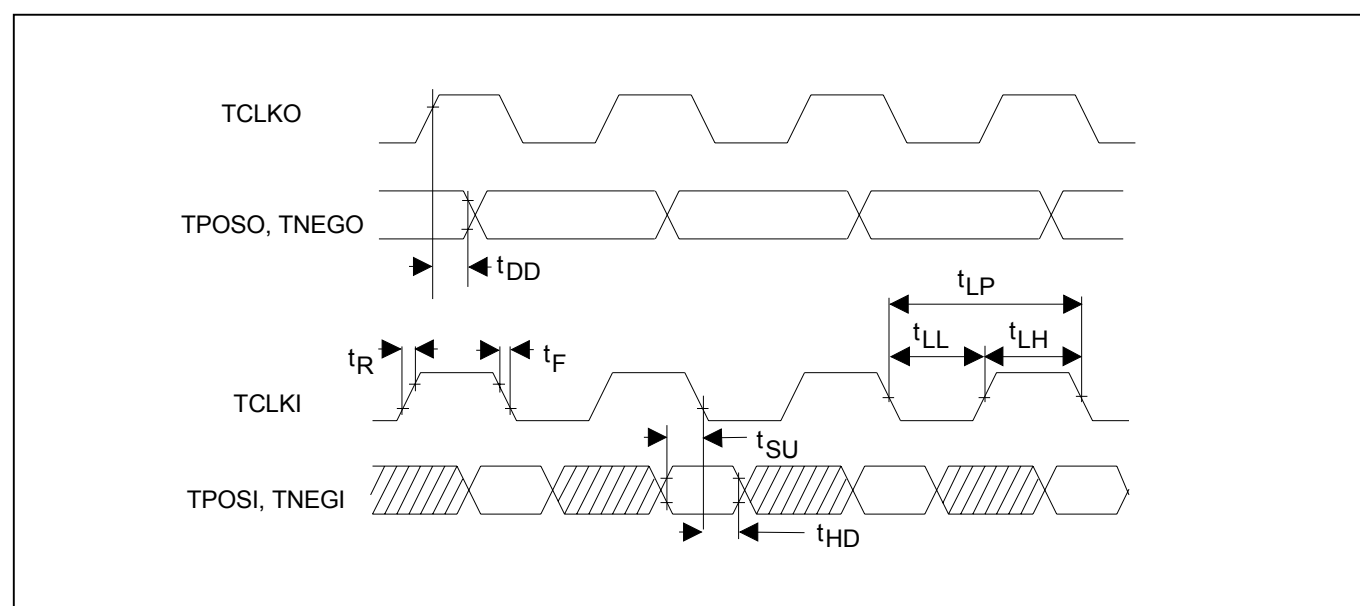 TCLKO
TPOSO, TNEGO
tDD
tLP
tLL
tLH
tR
tF
TCLKI
tSU
TPOSI, TNEGI
tHD